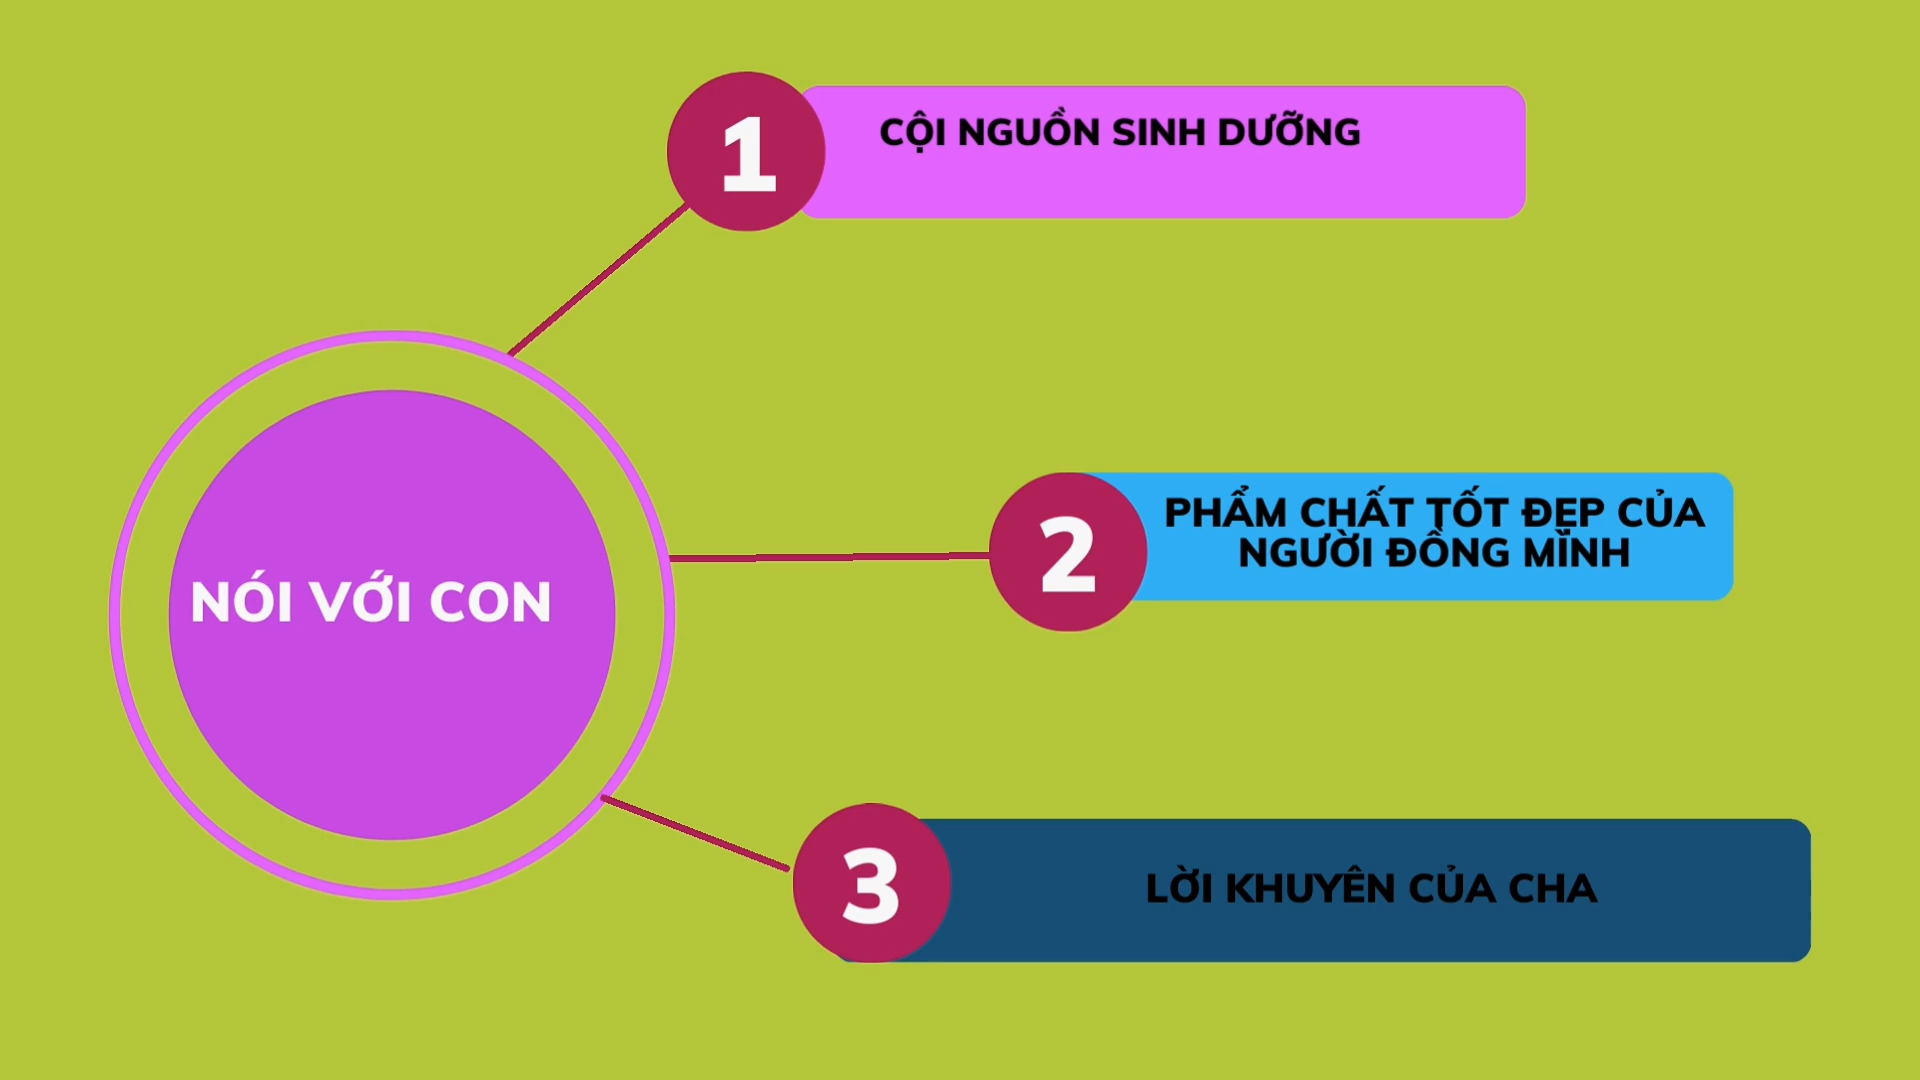 1
CỘI NGUỒN SINH DƯỠNG
2
PHẨM CHẤT TỐT ĐẸP CỦA
NGƯỜI ĐỒNG MÌNH
NÓI VỚI CON
3
LỜI KHUYÊN CỦA CHA